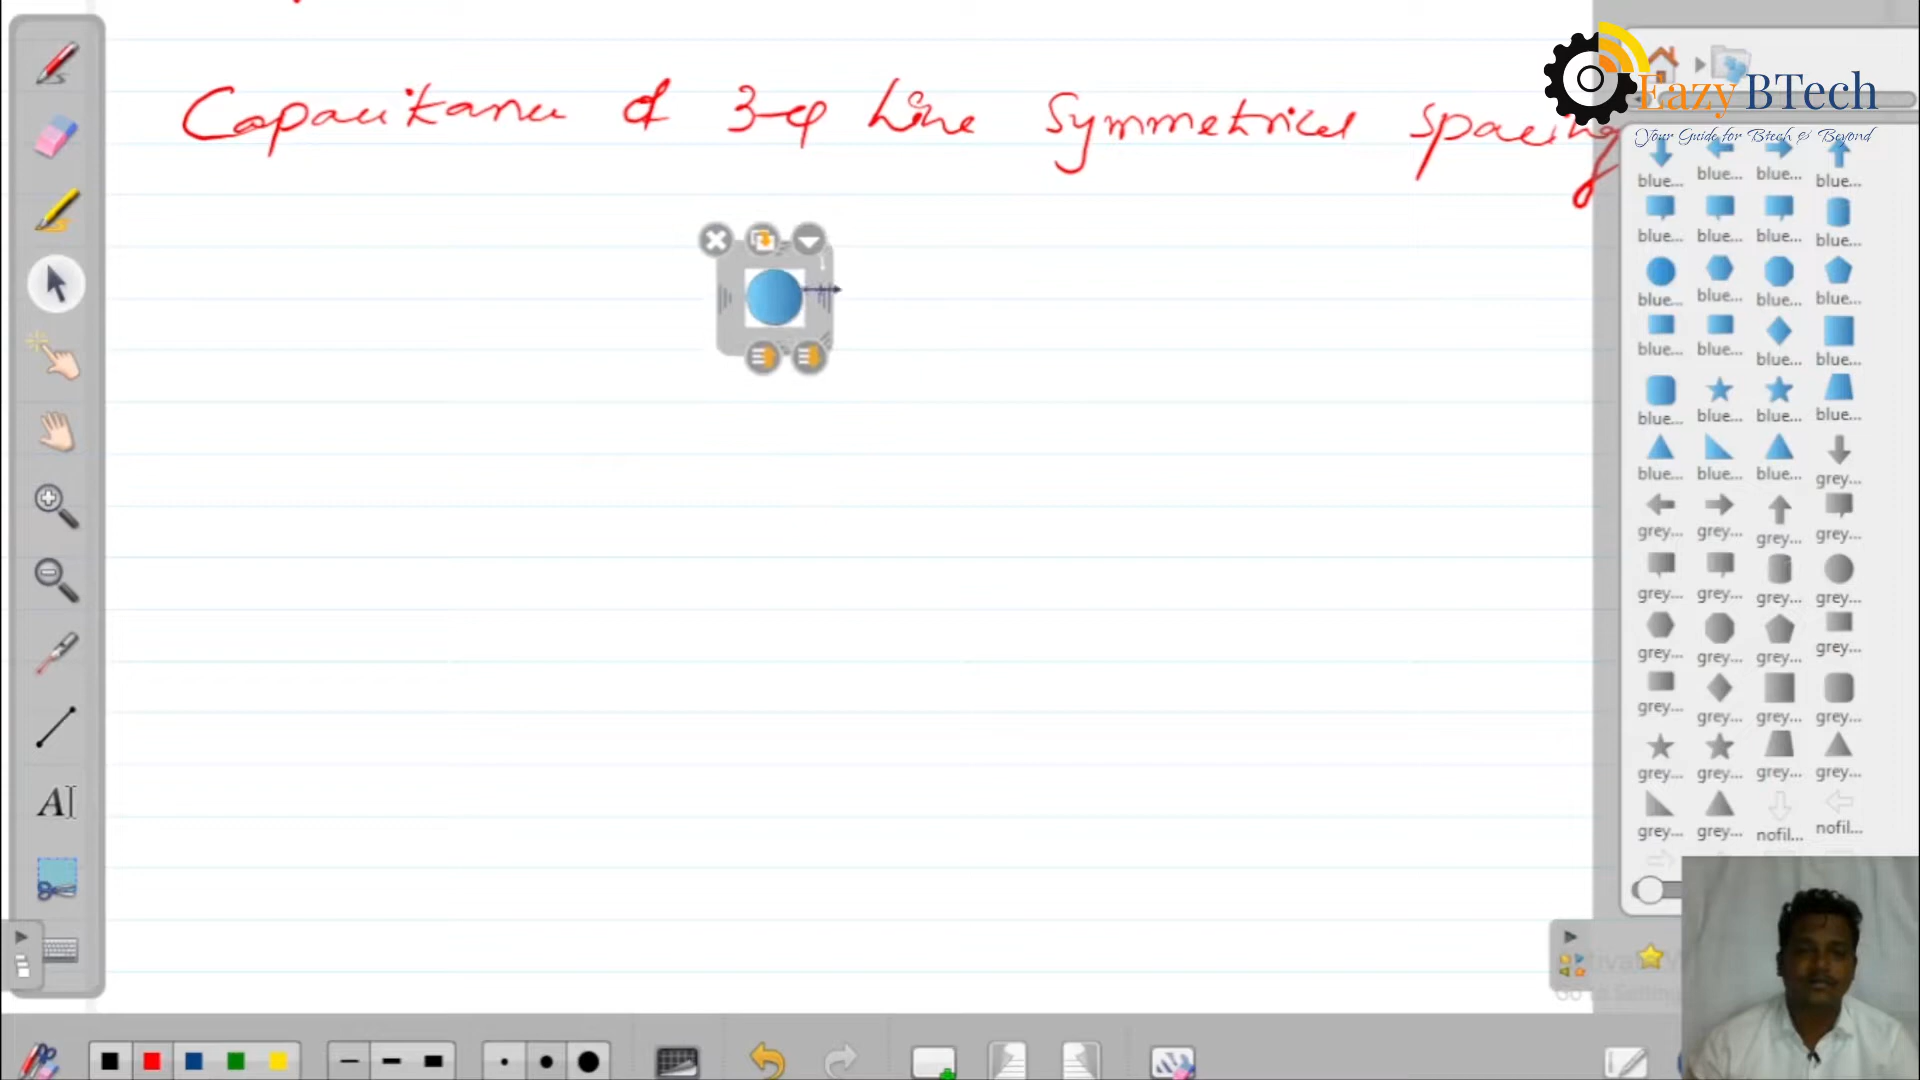 Capacitance of 3-φ Line Symmetrical spacing
Eazy BTech
Your Guide for Btech & Beyond
blue... blue... blue... blue...
blue... blue... blue... blue...
blue... blue... blue... blue...
blue... blue... blue... blue...
blue... blue... blue... blue...
blue... blue... blue... grey...
grey... grey... grey... grey...
grey... grey... grey... grey...
grey... grey... grey... grey...
grey... grey... grey... grey...
grey... grey... grey... grey...
grey... grey... nofil... nofil...